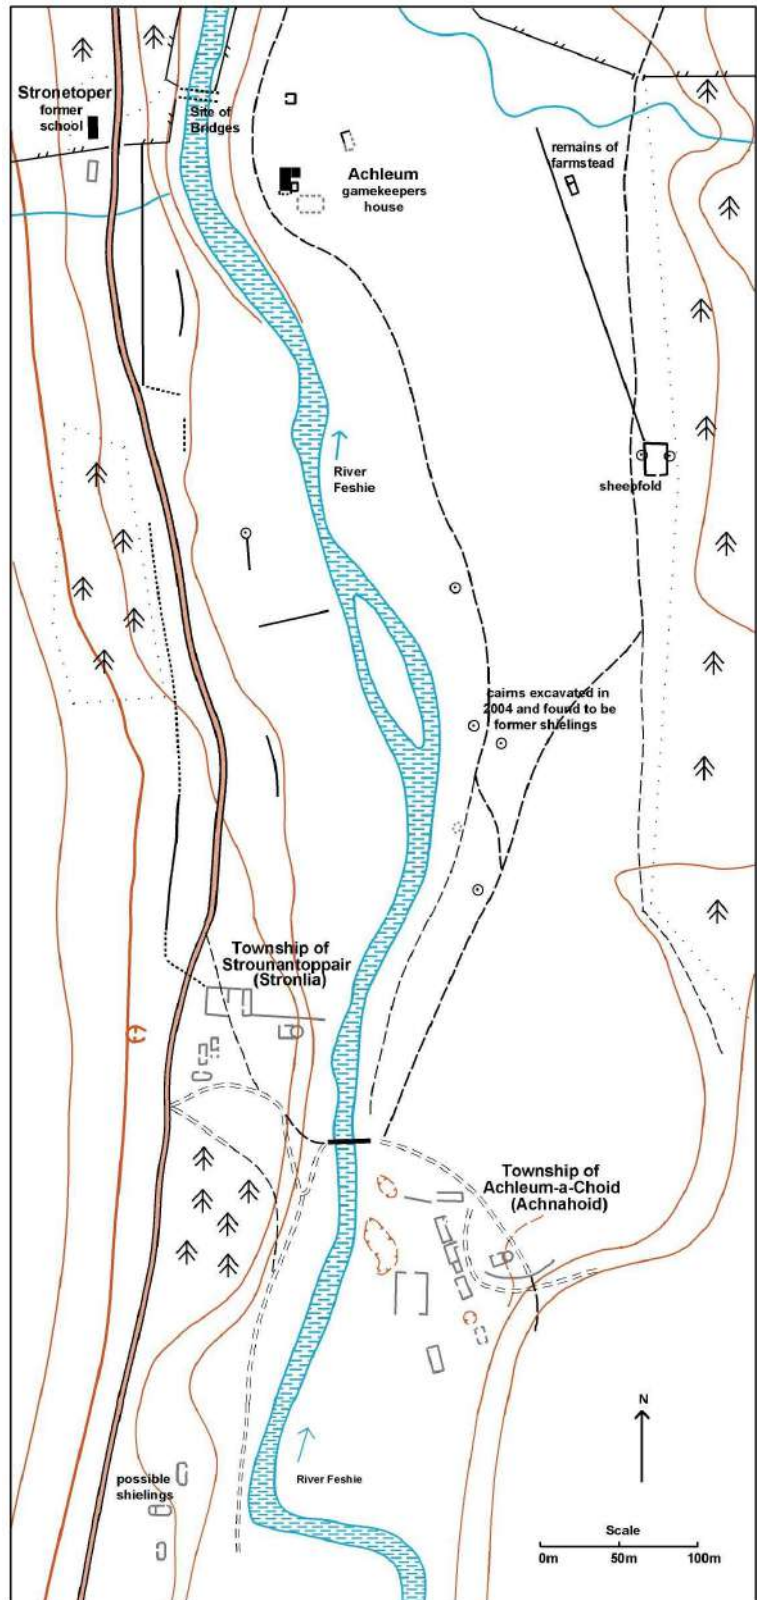 Stronetoper
former
school
Site of
Bridges
Achleum
gamekeepers
house
remains of
farmstead
River
Feshie
sheepfold
cairns excavated in
2004 and found to be
former shielings
Township of
Strounantoppair
(Stronlia)
Township of
Achleum-a-Choid
(Achnahoid)
possible
shielings
River Feshie
N
Scale
0m 50m 100m